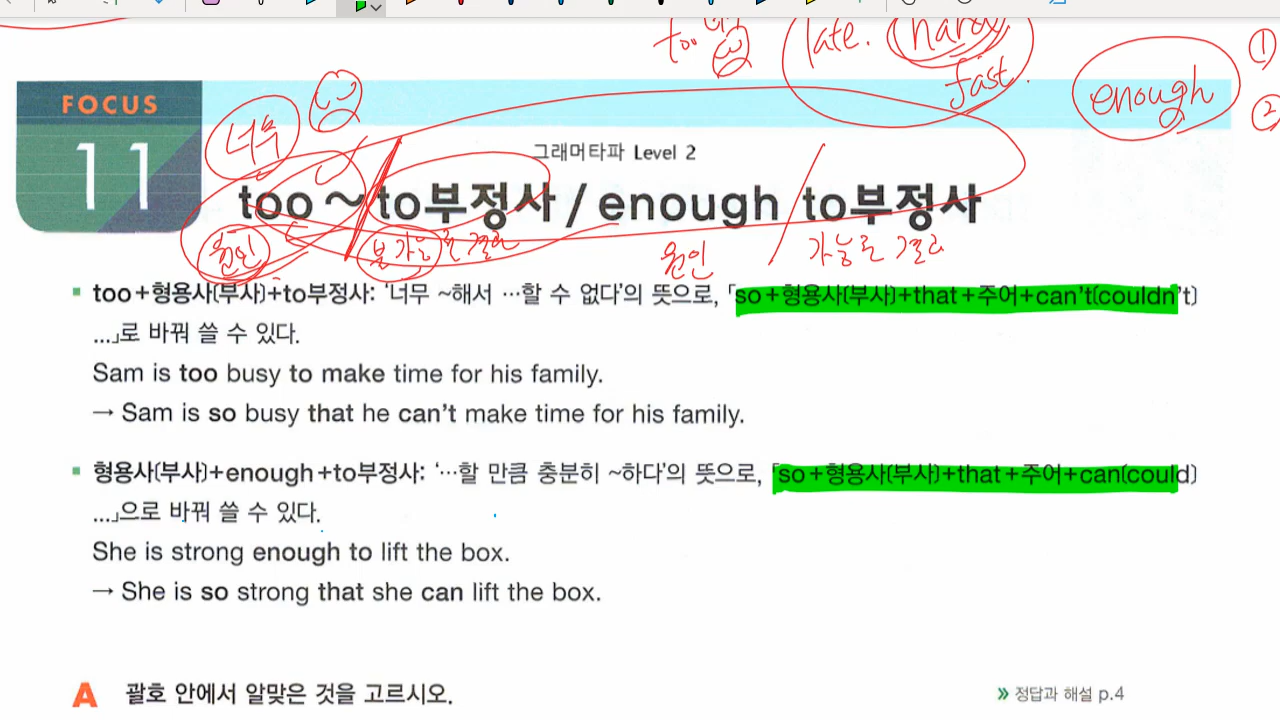 too
late. hard
fast.
enough
①
②
FOCUS
11
너무
그래머타파 Level 2
too ~ to부정사 / enough to부정사
원인 불가능 원인 가능
▪ too+형용사(부사)+to부정사: ‘너무 ~해서 …할 수 없다’의 뜻으로, 「so+형용사(부사)+that+주어+can't(couldn't)
…」로 바꿔 쓸 수 있다.
Sam is too busy to make time for his family.
→ Sam is so busy that he can't make time for his family.
▪ 형용사(부사)+enough+to부정사: ‘…할 만큼 충분히 ~하다’의 뜻으로, 「so+형용사(부사)+that+주어+can(could)
…」으로 바꿔 쓸 수 있다.
She is strong enough to lift the box.
→ She is so strong that she can lift the box.
A 괄호 안에서 알맞은 것을 고르시오.
» 정답과 해설 p.4